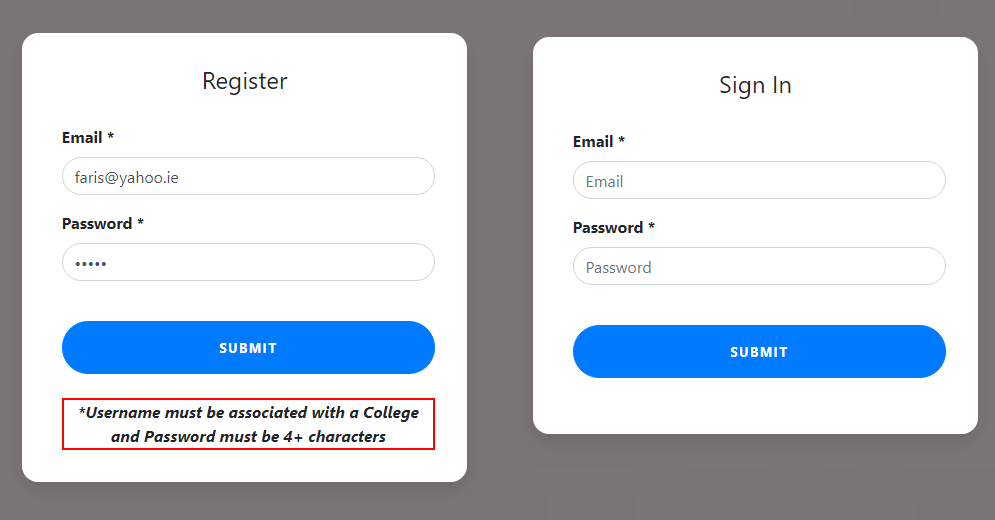 Register
Email *
faris@yahoo.ie
Password *
•••••
SUBMIT
*Username must be associated with a College
and Password must be 4+ characters
Sign In
Email *
Email
Password *
Password
SUBMIT